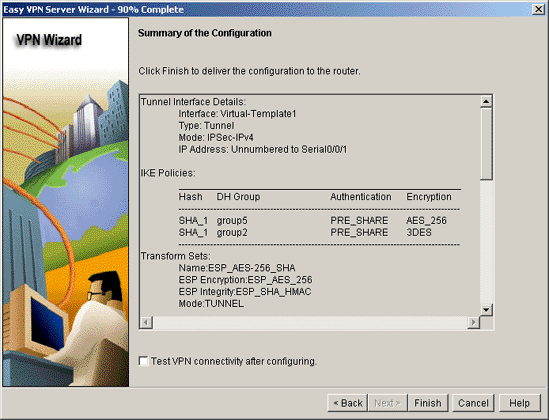 Easy VPN Server Wizard - 90% Complete
VPN Wizard
Summary of the Configuration
Click Finish to deliver the configuration to the router.
Tunnel Interface Details:
Interface: Virtual-Template1
Type: Tunnel
Mode: IPSec-IPv4
IP Address: Unnumbered to Serial0/0/1
IKE Policies:
Hash DH Group Authentication Encryption
SHA_1 group5 PRE_SHARE AES_256
SHA_1 group2 PRE_SHARE 3DES
Transform Sets:
Name:ESP_AES-256_SHA
ESP Encryption:ESP_AES_256
ESP Integrity:ESP_SHA_HMAC
Mode:TUNNEL
Test VPN connectivity after configuring.
< Back Next > Finish Cancel Help